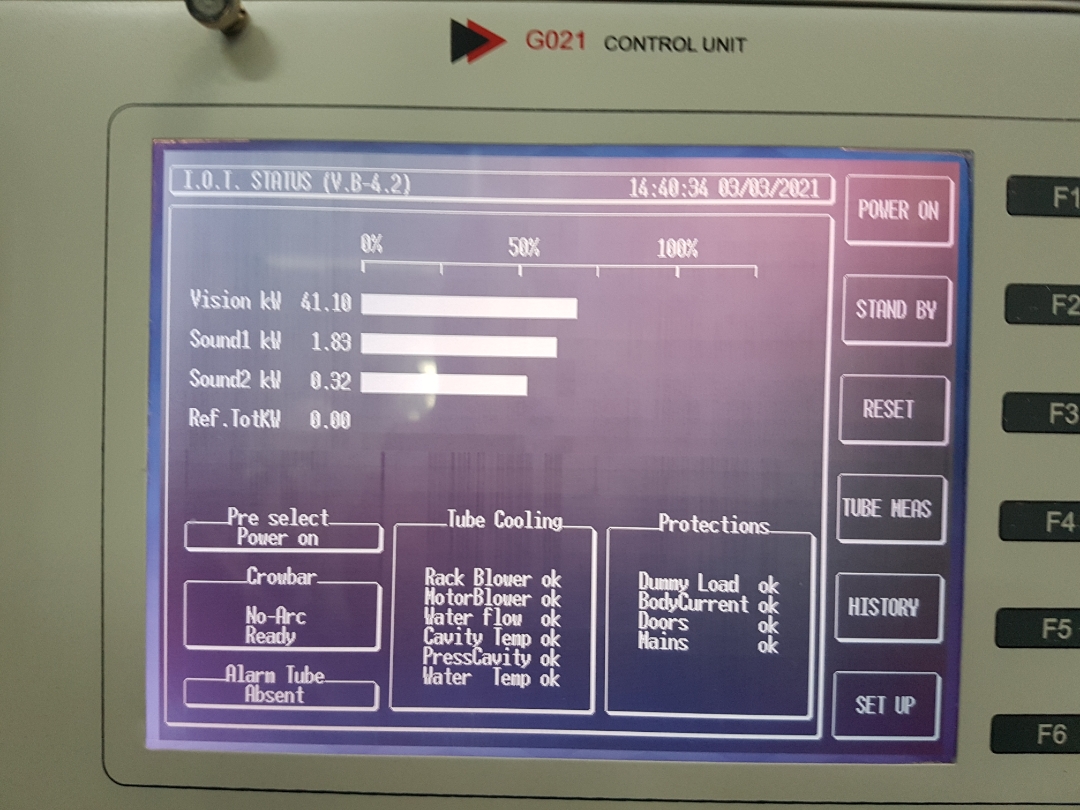 G021 CONTROL UNIT
I.O.T. STATUS (V.B-4.2) 14:40:34 03/03/2021
0% 50% 100%
Vision kW 41.10
Sound1 kW 1.83
Sound2 kW 0.32
Ref.TotKW 0.00
Pre select
Power on
Crowbar
No-Arc
Ready
Alarm Tube
Absent
Tube Cooling
Rack Blower ok
MotorBlower ok
Water flow ok
Cavity Temp ok
PressCavity ok
Water Temp ok
Protections
Dummy Load ok
BodyCurrent ok
Doors ok
Mains ok
POWER ON
STAND BY
RESET
TUBE MEAS
HISTORY
SET UP
F1
F2
F3
F4
F5
F6